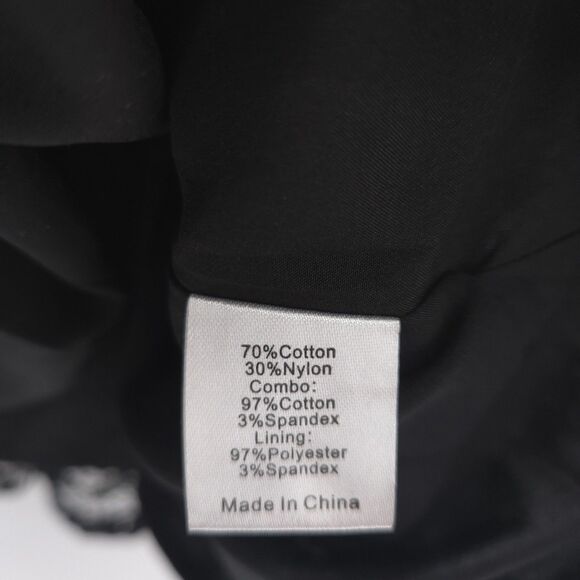 70%Cotton
30%Nylon
Combo:
97%Cotton
3%Spandex
Lining:
97%Polyester
3%Spandex
Made In China